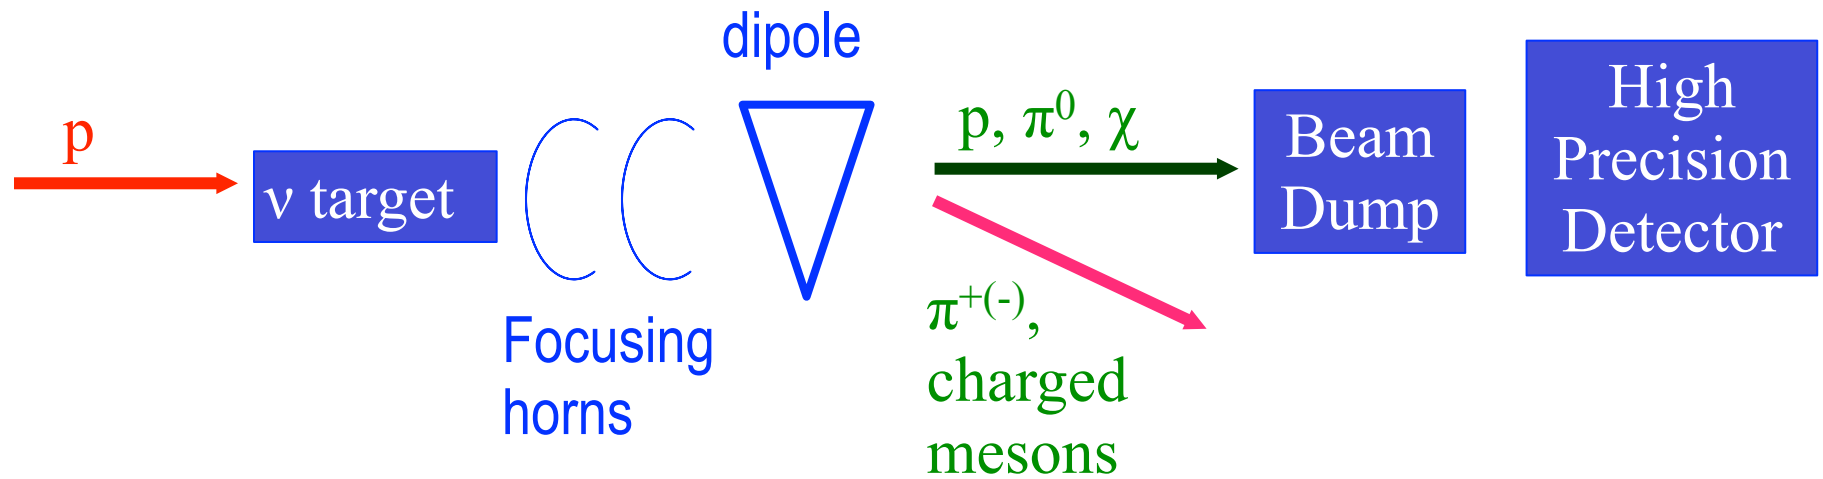 p
ν target
Focusing
horns
dipole
p, π⁰, χ
π⁺⁽⁻⁾,
charged
mesons
Beam
Dump
High
Precision
Detector